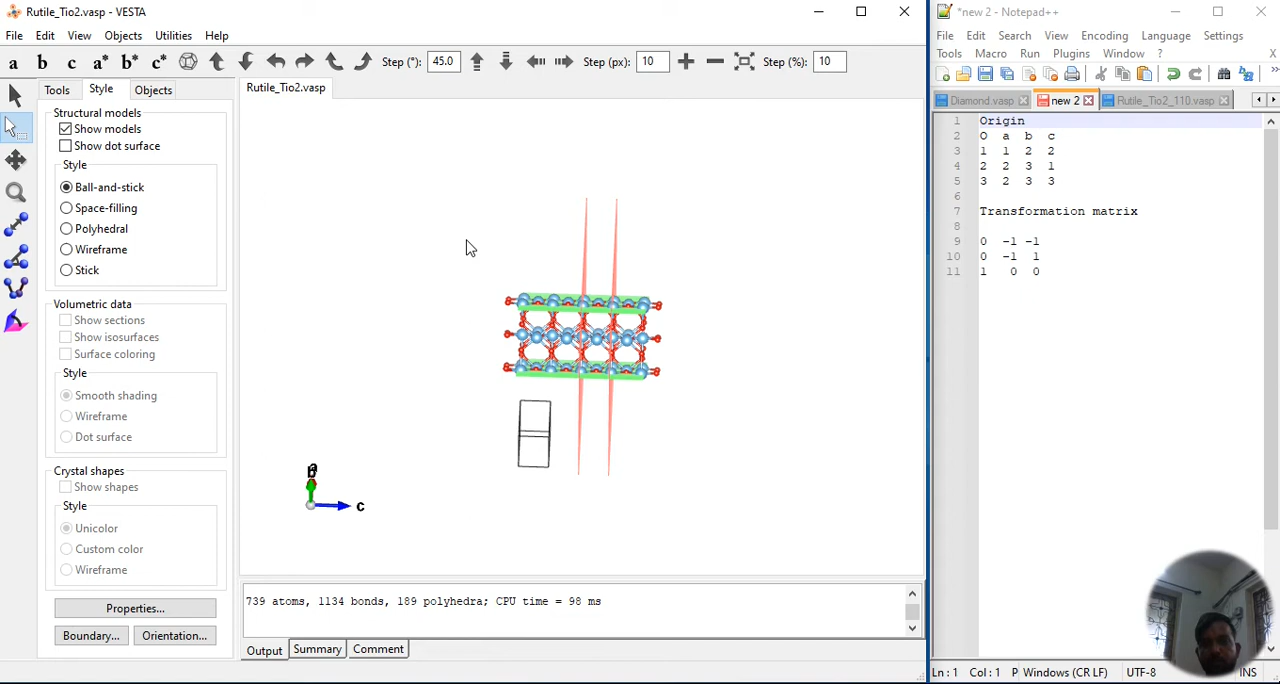 Rutile_Tio2.vasp - VESTA
File Edit View Objects Utilities Help
a b c a* b* c* Step (°): 45.0 Step (px): 10 Step (%): 10
Tools Style Objects
Rutile_Tio2.vasp
Structural models
Show models
Show dot surface
Style
Ball-and-stick
Space-filling
Polyhedral
Wireframe
Stick
Volumetric data
Show sections
Show isosurfaces
Surface coloring
Style
Smooth shading
Wireframe
Dot surface
Crystal shapes
Show shapes
Style
Unicolor
Custom color
Wireframe
Properties...
Boundary... Orientation...
a
b
c
739 atoms, 1134 bonds, 189 polyhedra; CPU time = 98 ms
Output Summary Comment
*new 2 - Notepad++
File Edit Search View Encoding Language Settings
Tools Macro Run Plugins Window ? X
Diamond.vasp new 2 Rutile_Tio2_110.vasp
1 Origin
2 O a b c
3 1 1 2 2
4 2 2 3 1
5 3 2 3 3
6
7 Transformation matrix
8
9 0 -1 -1
10 0 -1 1
11 1 0 0
Ln : 1 Col : 1 P Windows (CR LF) UTF-8 INS